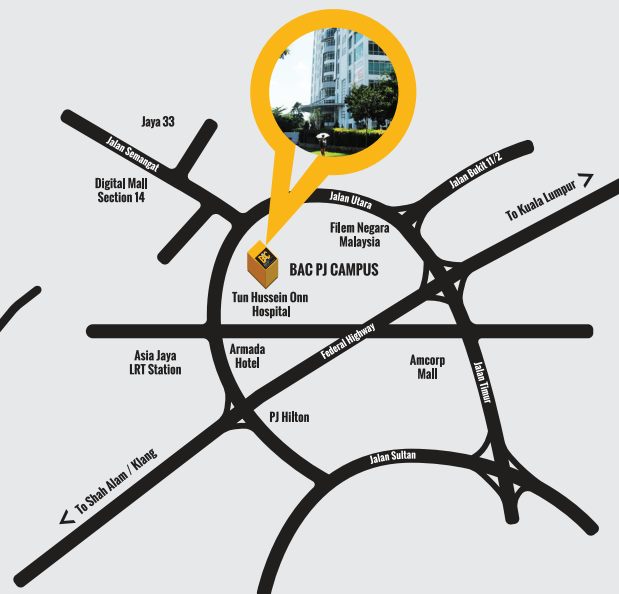 Jaya 33
Jalan Semangat
Digital Mall
Section 14
Jalan Bukit 11/2
Jalan Utara
To Kuala Lumpur
Filem Negara
Malaysia
BAC PJ CAMPUS
Tun Hussein Onn
Hospital
Federal Highway
Asia Jaya
LRT Station
Armada
Hotel
Amcorp
Mall
Jalan Timur
PJ Hilton
Jalan Sultan
To Shah Alam / Klang